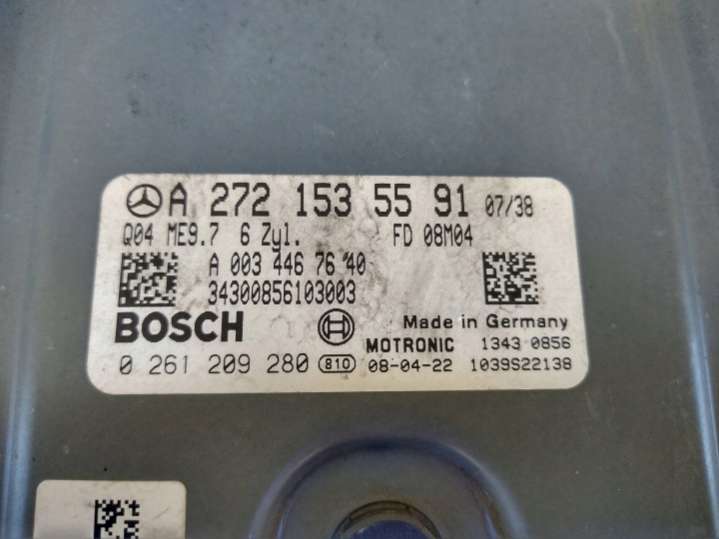 A 272 153 55 91 07/38
Q04 ME9.7 6 Zyl. FD 08M04
A 003 446 76 40
34300856103003
BOSCH Made in Germany
MOTRONIC 1343 0856
0 261 209 280 810 08-04-22 1039S22138